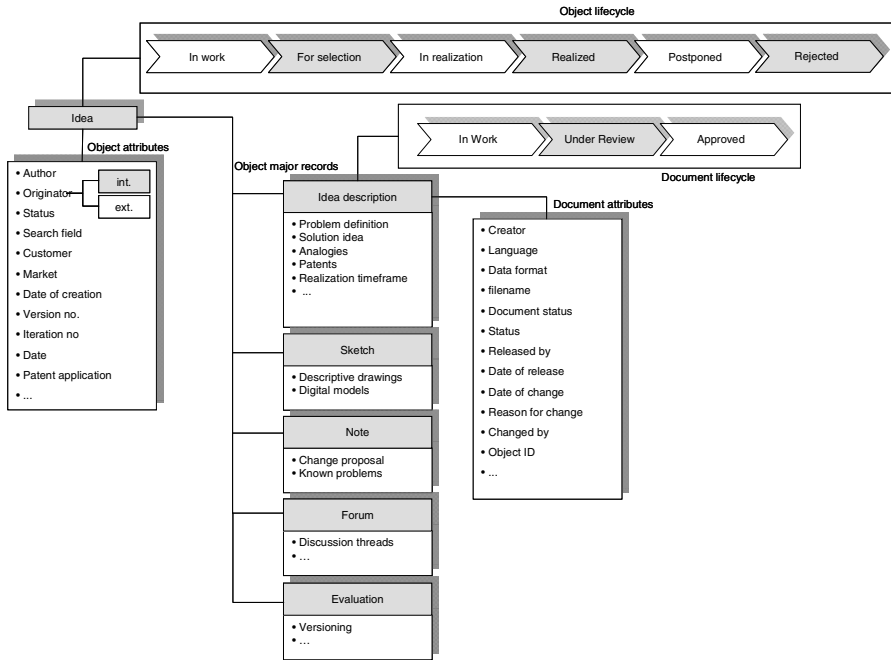 Object lifecycle
In work
For selection
In realization
Realized
Postponed
Rejected
Idea
In Work
Under Review
Approved
Document lifecycle
Object attributes
• Author
• Originator
int.
ext.
• Status
• Search field
• Customer
• Market
• Date of creation
• Version no.
• Iteration no
• Date
• Patent application
• ...
Object major records
Idea description
• Problem definition
• Solution idea
• Analogies
• Patents
• Realization timeframe
• ...
Document attributes
• Creator
• Language
• Data format
• filename
• Document status
• Status
• Released by
• Date of release
• Date of change
• Reason for change
• Changed by
• Object ID
• ...
Sketch
• Descriptive drawings
• Digital models
Note
• Change proposal
• Known problems
Forum
• Discussion threads
• ...
Evaluation
• Versioning
• ...